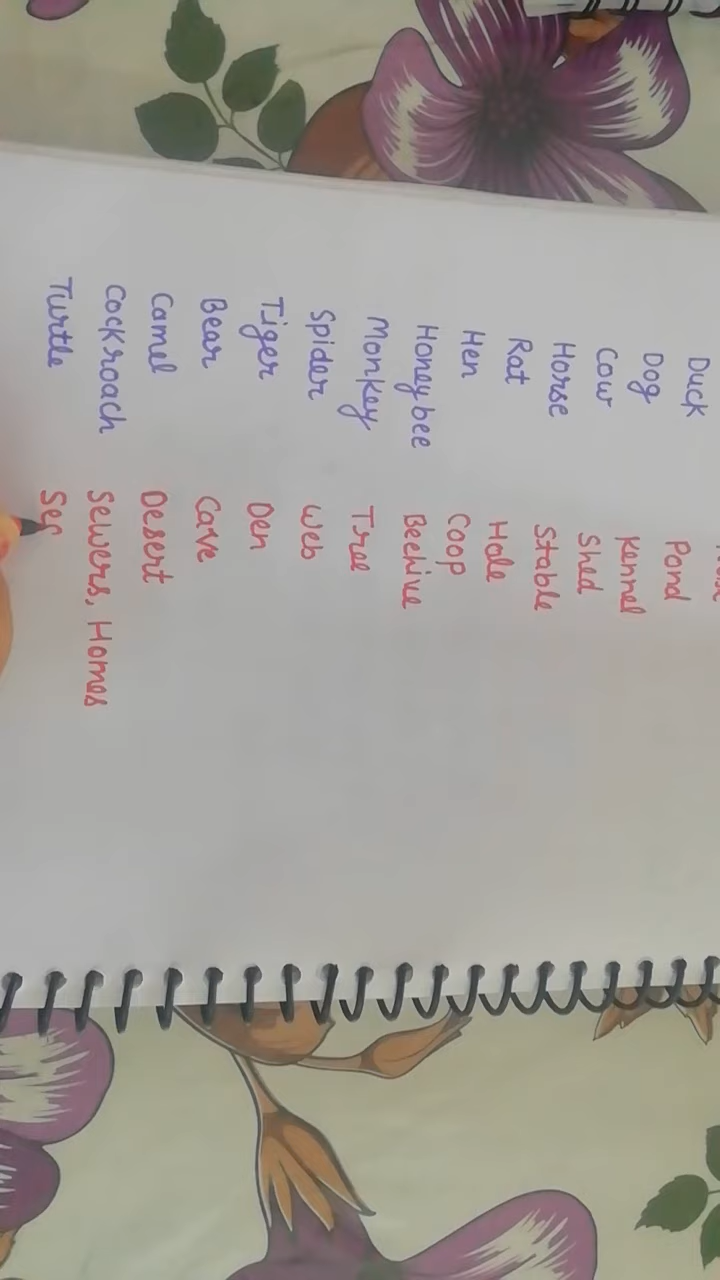 Duck Pond
Dog Kennel
Cow Shed
Horse Stable
Rat Hole
Hen Coop
Honeybee Beehive
Monkey Tree
Spider Web
Tiger Den
Bear Cave
Camel Desert
Cockroach Sewers, Homes
Turtle